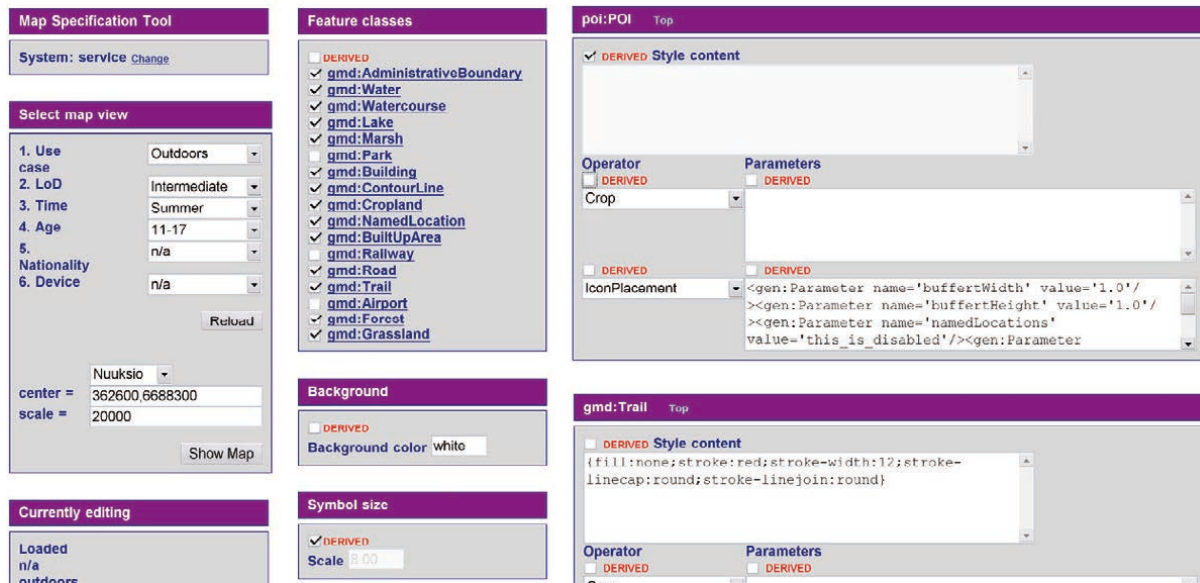 Map Specification Tool
System: service Change
Select map view
1. Use case
Outdoors
2. LoD
Intermediate
3. Time
Summer
4. Age
11-17
5. Nationality
n/a
6. Device
n/a
Reload
Nuuksio
center = 362600,6688300
scale = 20000
Show Map
Currently editing
Loaded
n/a
outdoors
Feature classes
DERIVED
gmd:AdministrativeBoundary
gmd:Water
gmd:Watercourse
gmd:Lake
gmd:Marsh
gmd:Park
gmd:Building
gmd:ContourLine
gmd:Cropland
gmd:NamedLocation
gmd:BuiltUpArea
gmd:Railway
gmd:Road
gmd:Trail
gmd:Airport
gmd:Forest
gmd:Grassland
Background
DERIVED
Background color white
Symbol size
DERIVED
Scale 8.00
poi:POI Top
DERIVED Style content
Operator Parameters
DERIVED DERIVED
Crop
DERIVED DERIVED
IconPlacement
<gen:Parameter name='buffertWidth' value='1.0'/
><gen:Parameter name='buffertHeight' value='1.0'/
><gen:Parameter name='namedLocations'
value='this_is_disabled'/><gen:Parameter
gmd:Trail Top
DERIVED Style content
{fill:none;stroke:red;stroke-width:12;stroke-
linecap:round;stroke-linejoin:round}
Operator Parameters
DERIVED DERIVED